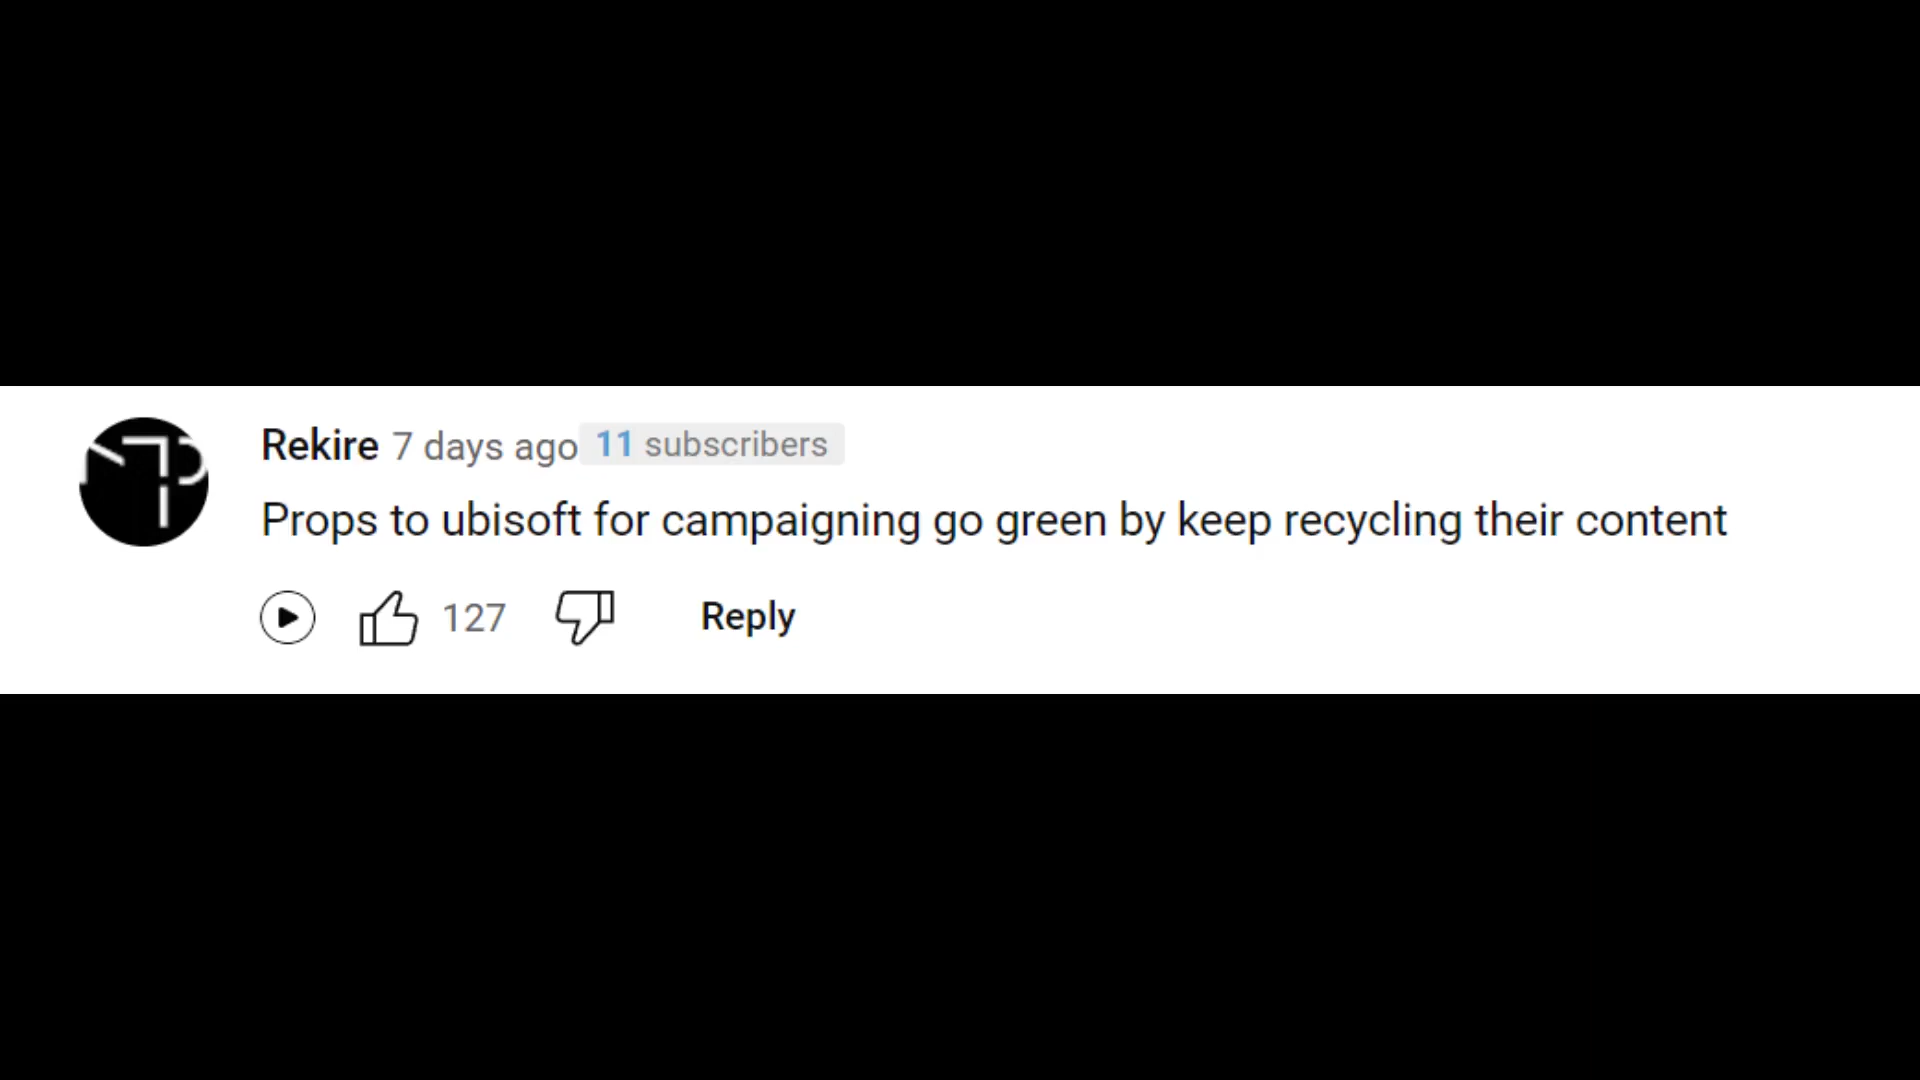 Rekire 7 days ago 11 subscribers
Props to ubisoft for campaigning go green by keep recycling their content
127 Reply